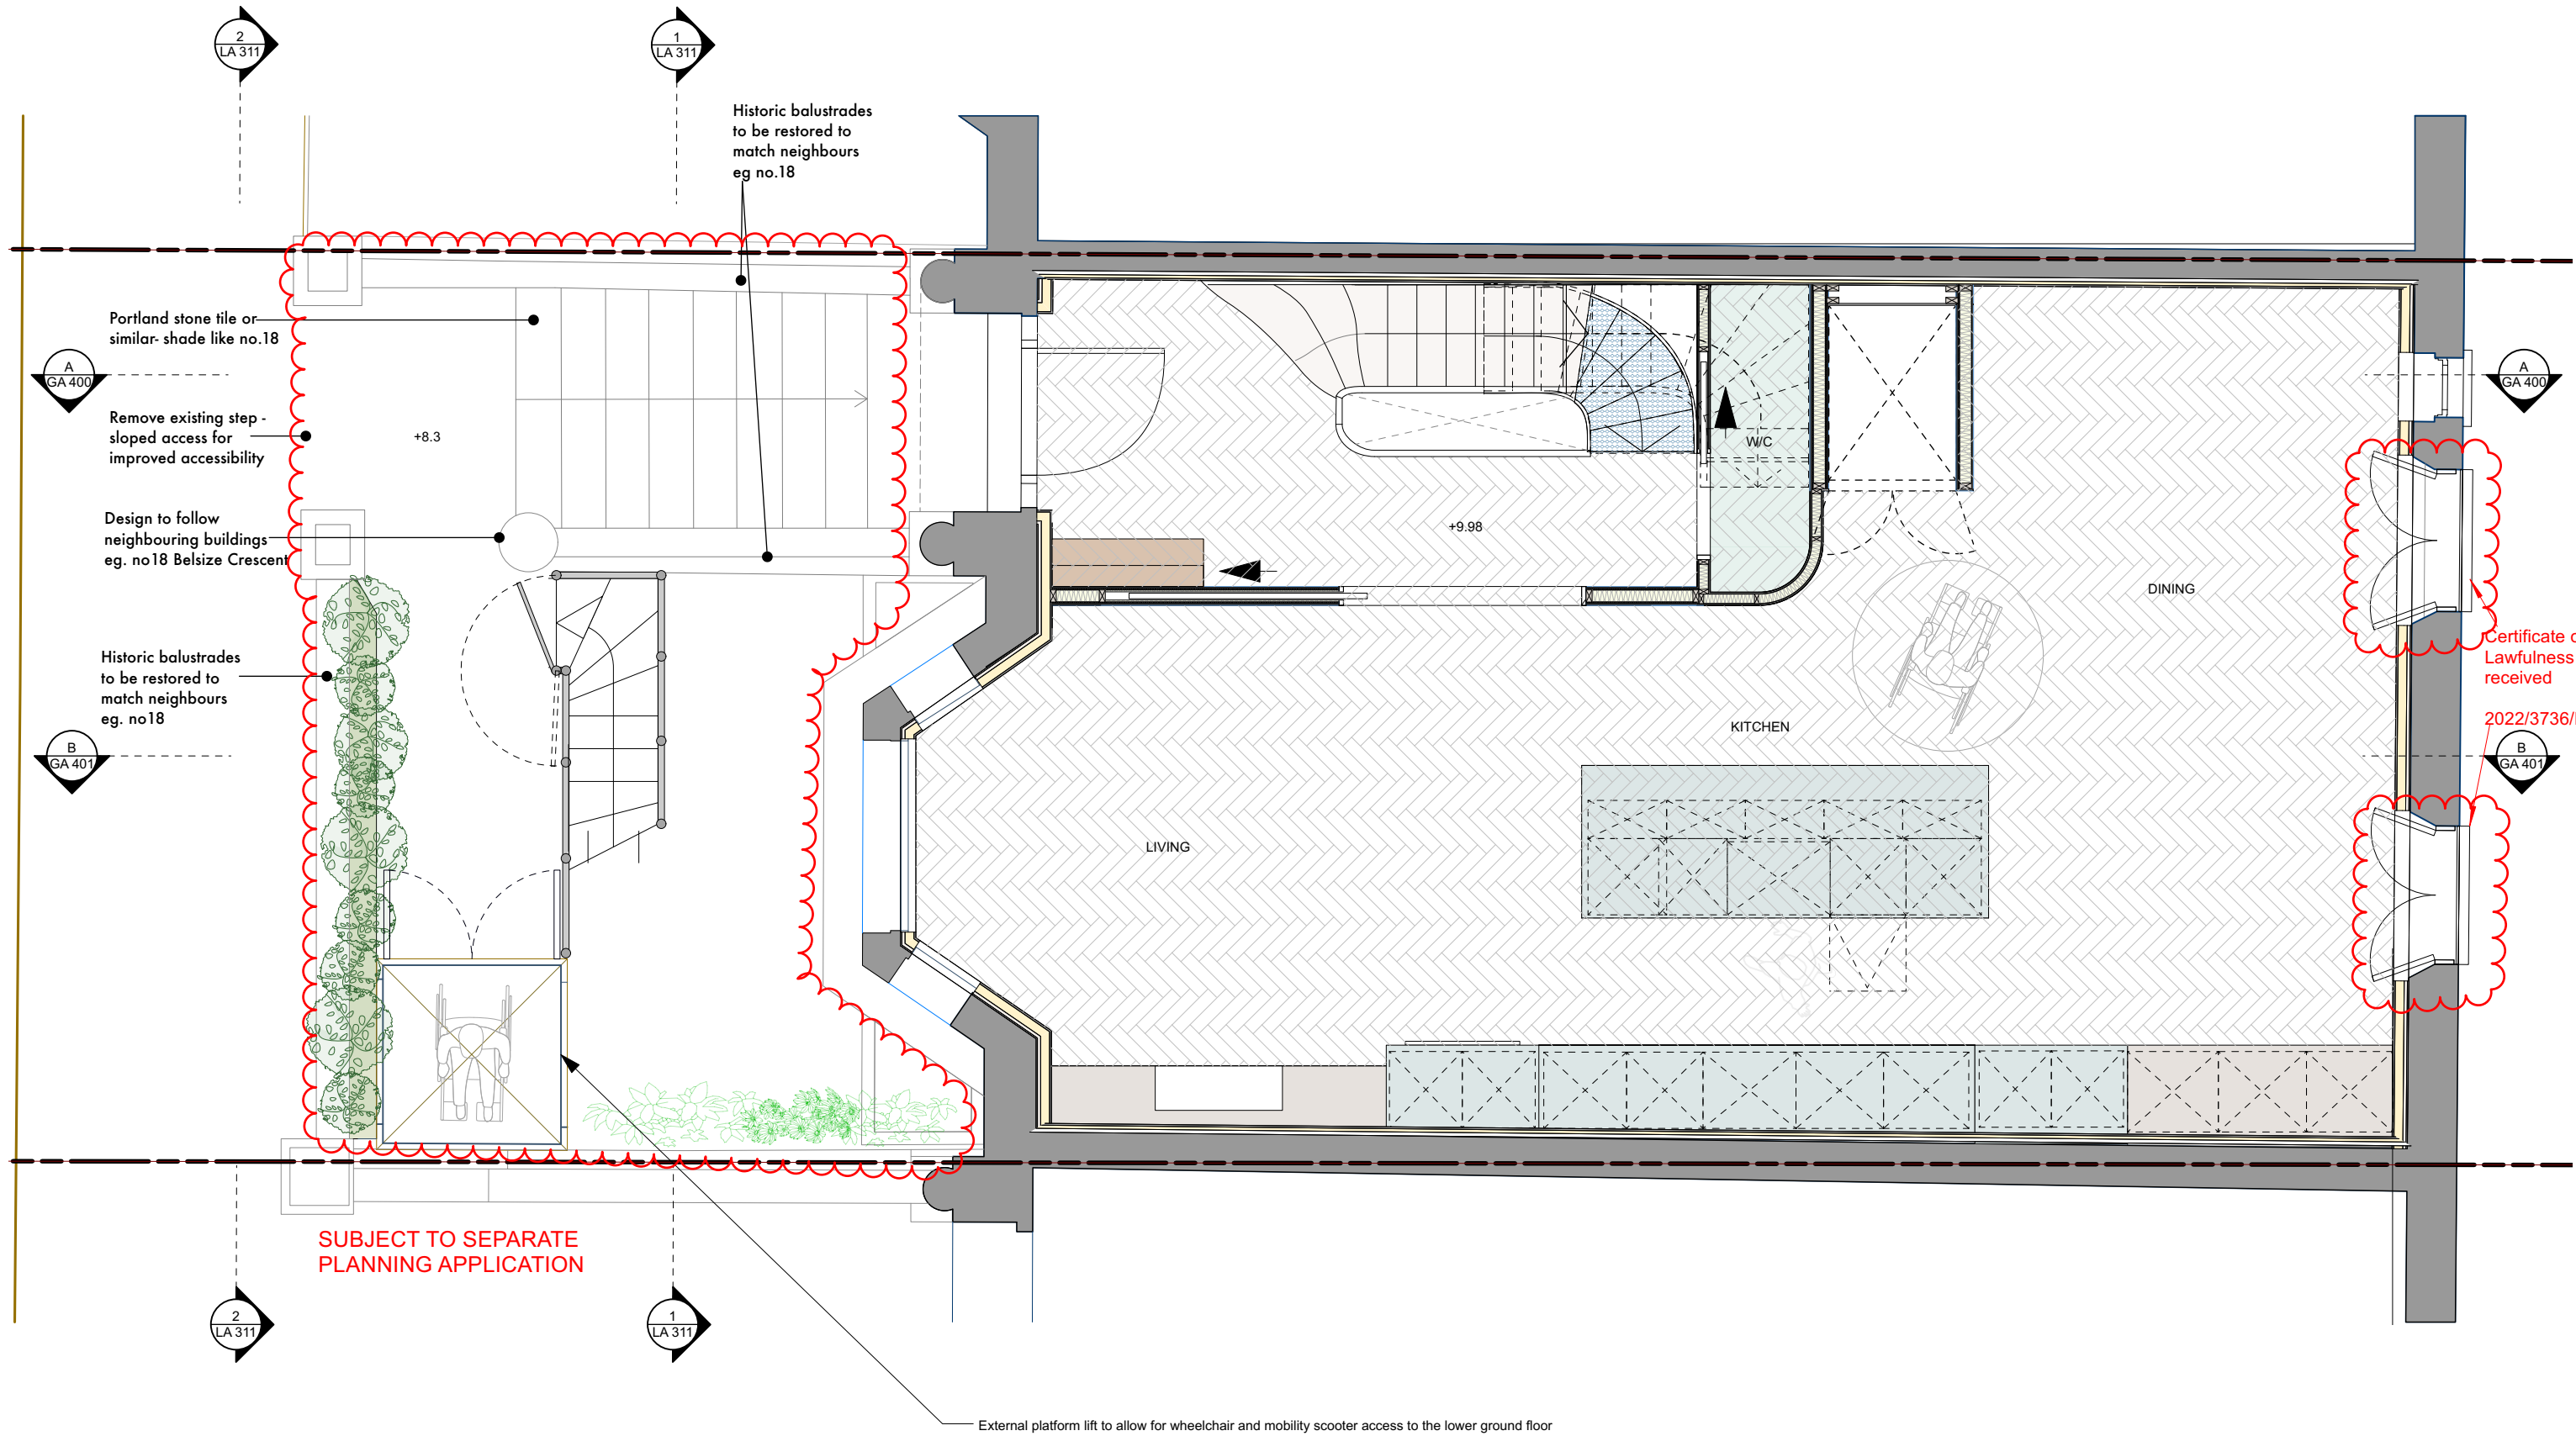 2
LA 311
1
LA 311
Historic balustrades
to be restored to
match neighbours
eg no.18
Portland stone tile or
similar- shade like no.18
A
GA 400
Remove existing step -
sloped access for
improved accessibility
+8.3
Design to follow
neighbouring buildings
eg. no18 Belsize Crescent
Historic balustrades
to be restored to
match neighbours
eg. no18
B
GA 401
W/C
+9.98
DINING
KITCHEN
LIVING
A
GA 400
Certificate o
Lawfulness
received
2022/3736/
B
GA 401
SUBJECT TO SEPARATE
PLANNING APPLICATION
2
LA 311
1
LA 311
External platform lift to allow for wheelchair and mobility scooter access to the lower ground floor